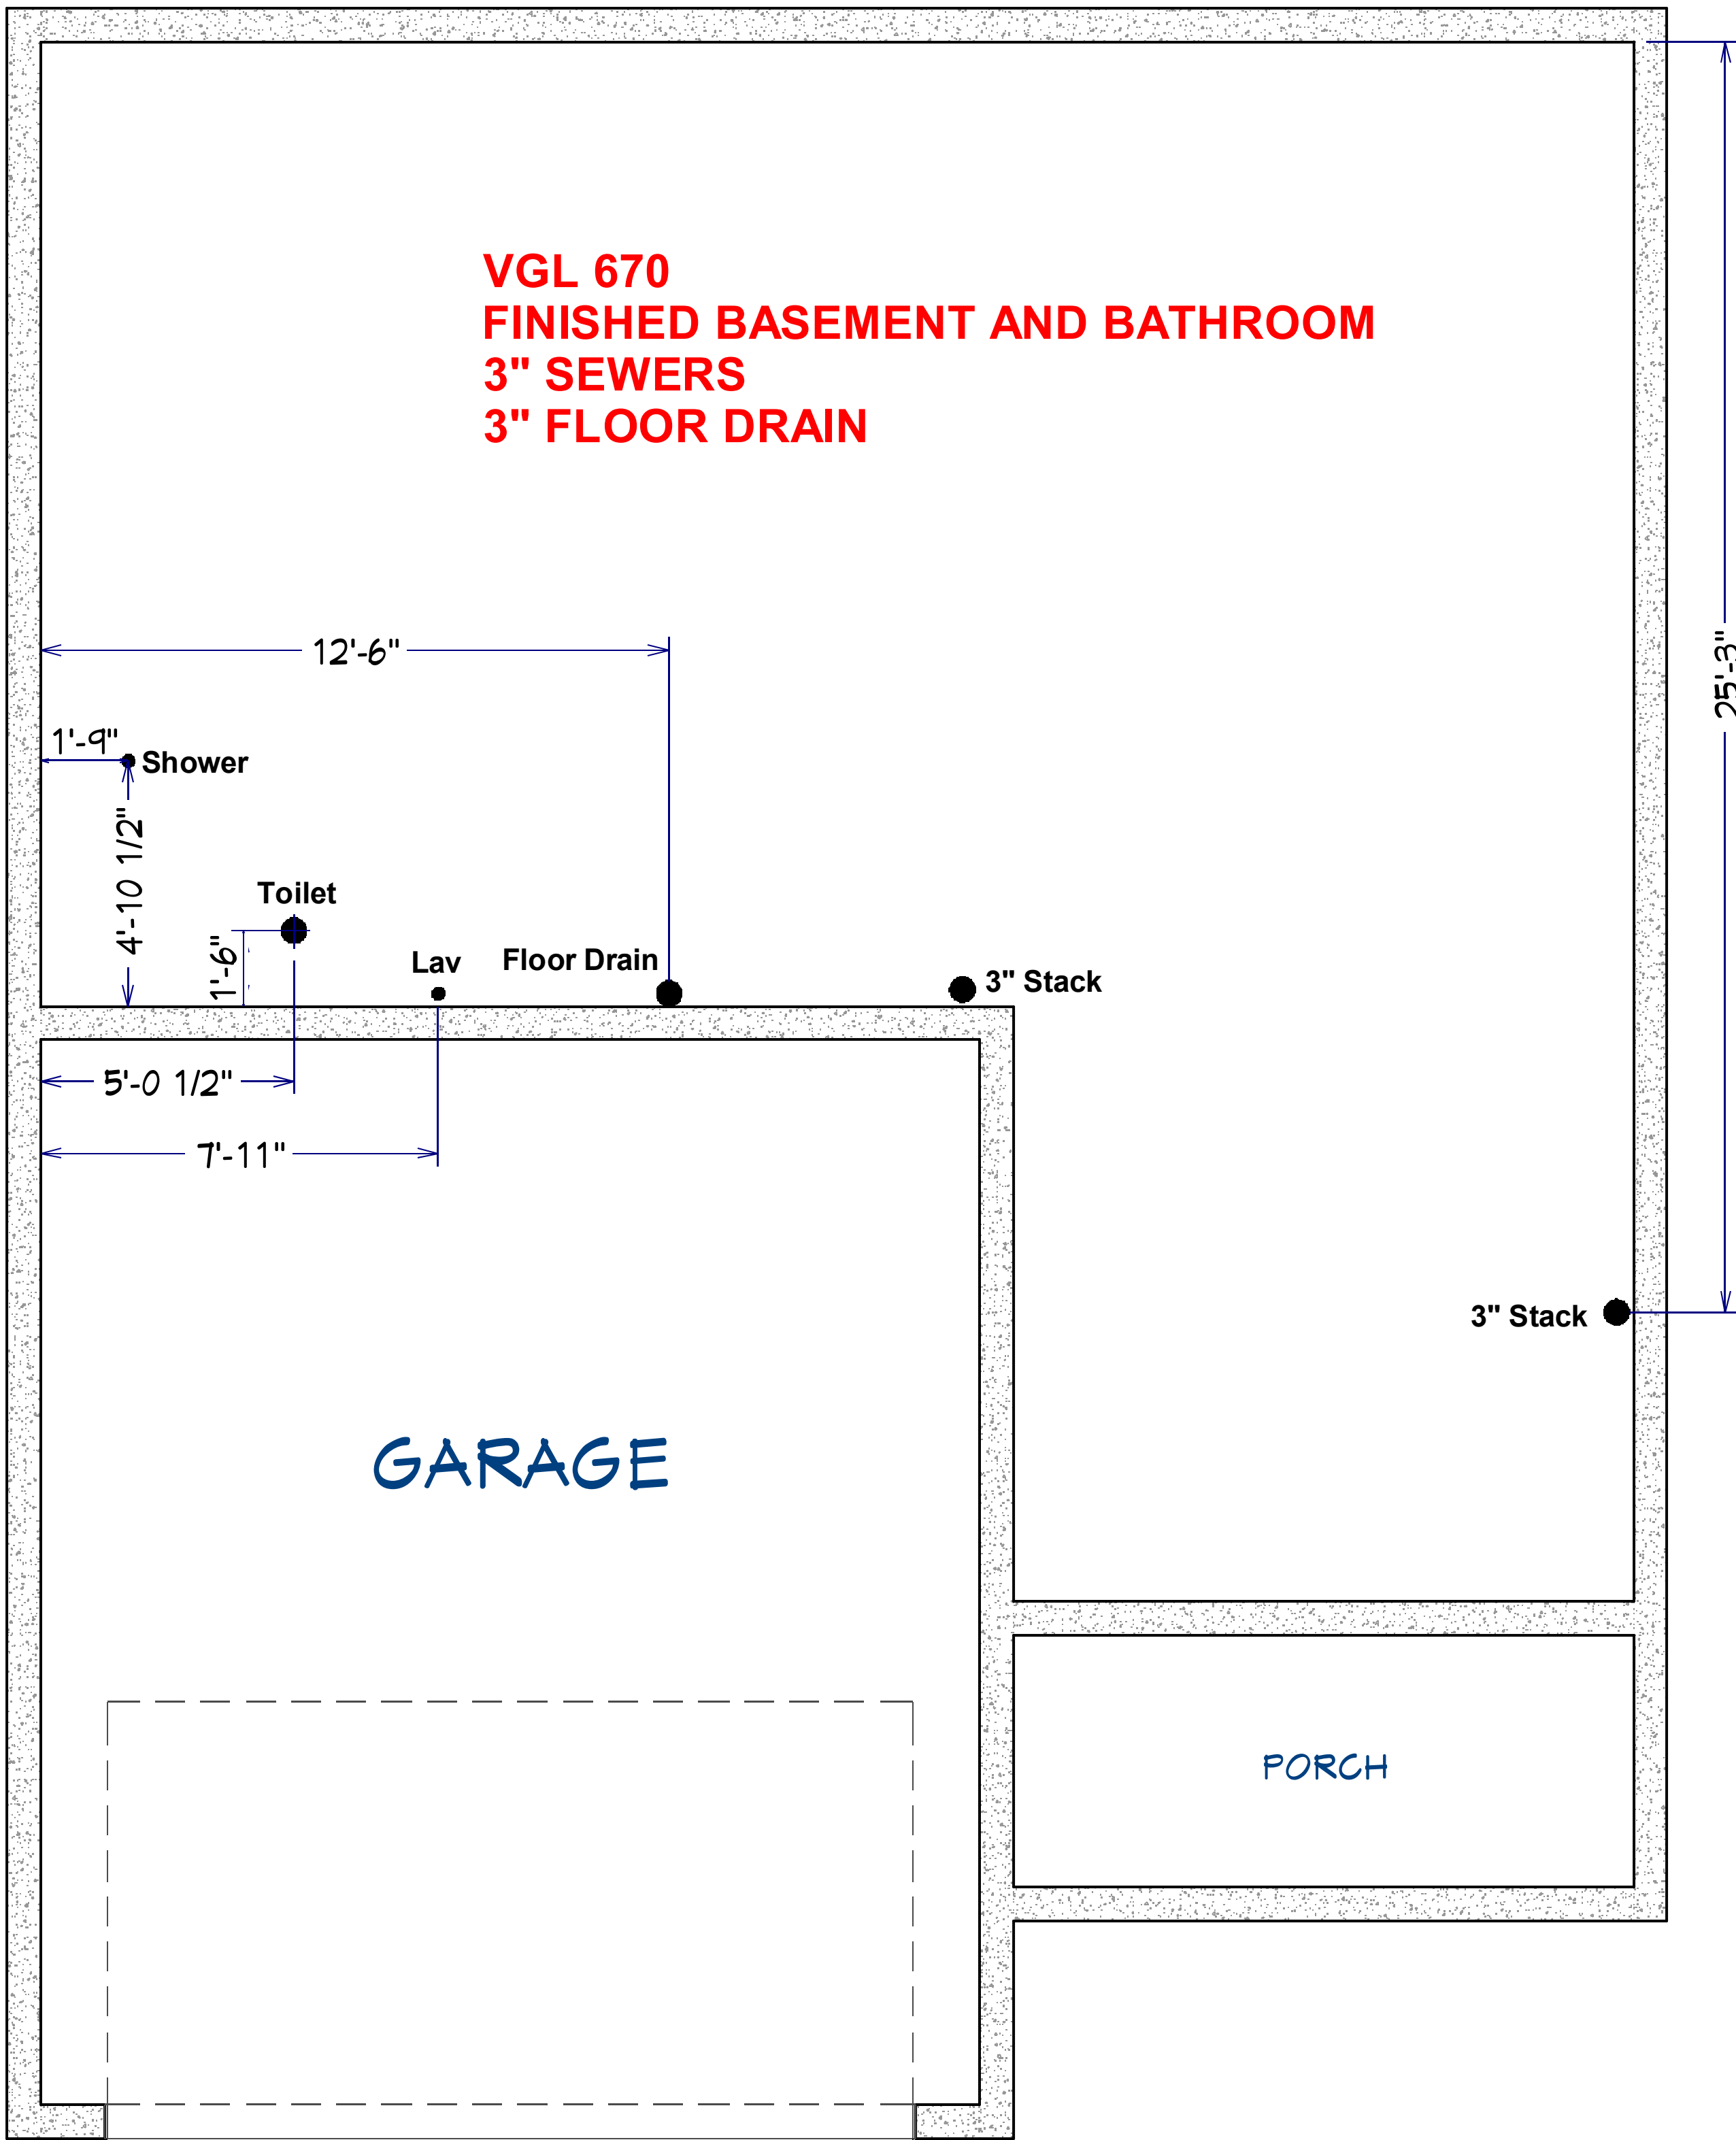 VGL 670
FINISHED BASEMENT AND BATHROOM
3" SEWERS
3" FLOOR DRAIN
12'-6"
25'-3"
1'-9"
Shower
4'-10 1/2"
Toilet
1'-6"
Lav
Floor Drain
3" Stack
5'-0 1/2"
7'-11"
3" Stack
GARAGE
PORCH